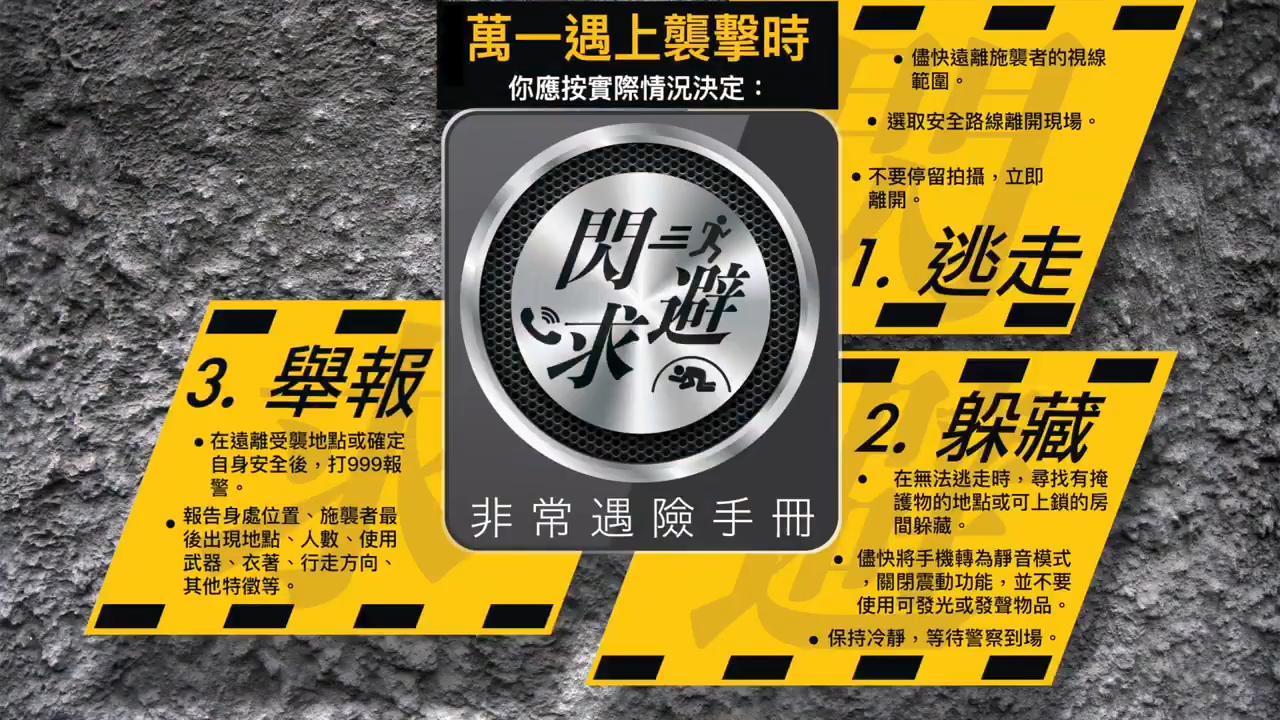 萬一遇上襲擊時
你應按實際情況決定：
閃
避
求
非常遇險手冊
● 儘快遠離施襲者的視線
範圍。
● 選取安全路線離開現場。
● 不要停留拍攝，立即
離開。
1. 逃走
2. 躲藏
● 在無法逃走時，尋找有掩
護物的地點或可上鎖的房
間躲藏。
● 儘快將手機轉為靜音模式
，關閉震動功能，並不要
使用可發光或發聲物品。
● 保持冷靜，等待警察到場。
3. 舉報
● 在遠離受襲地點或確定
自身安全後，打999報
警。
● 報告身處位置、施襲者最
後出現地點、人數、使用
武器、衣著、行走方向、
其他特徵等。
閃
避
求